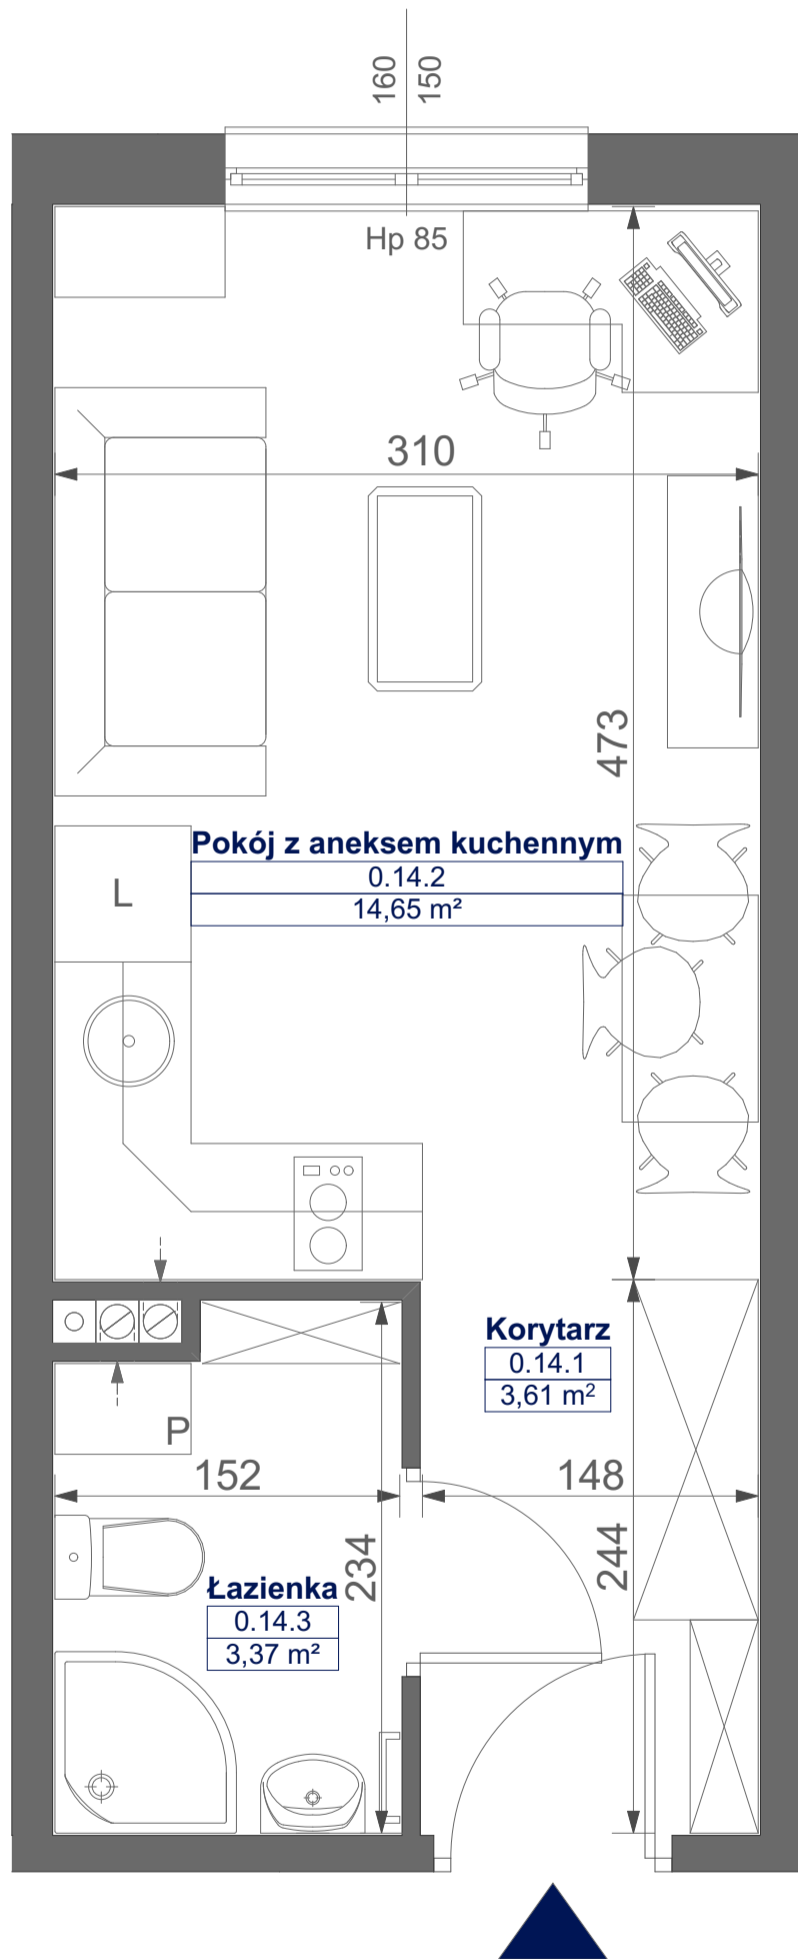 160
150
Hp 85
310
473
Pokój z aneksem kuchennym
0.14.2
14,65 m²
L
Korytarz
0.14.1
3,61 m²
P
152
148
234
244
Łazienka
0.14.3
3,37 m²